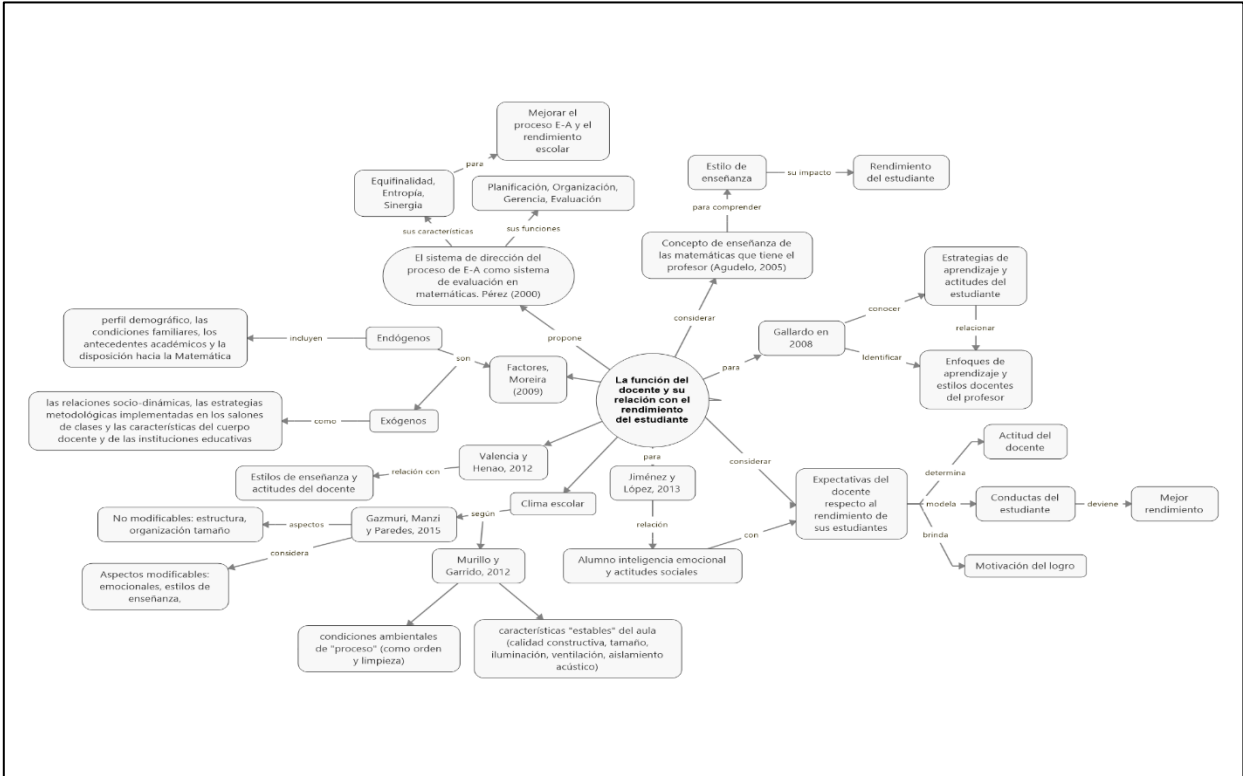 Mejorar el
proceso E-A y el
rendimiento
escolar
para
Equifinalidad,
Entropía,
Sinergia
Planificación, Organización,
Gerencia, Evaluación
sus características
sus funciones
El sistema de dirección del
proceso de E-A como sistema
de evaluación en
matemáticas. Pérez (2000)
propone
Estilo de
enseñanza
su impacto
Rendimiento
del estudiante
para comprender
Concepto de enseñanza de
las matemáticas que tiene el
profesor (Agudelo, 2005)
considerar
Estrategias de
aprendizaje y
actitudes del
estudiante
conocer
relacionar
Gallardo en
2008
para
Identificar
Enfoques de
aprendizaje y
estilos docentes
del profesor
perfil demográfico, las
condiciones familiares, los
antecedentes académicos y la
disposición hacia la Matemática
incluyen
Endógenos
son
Factores,
Moreira
(2009)
La función del
docente y su
relación con el
rendimiento
del estudiante
las relaciones socio-dinámicas, las estrategias
metodológicas implementadas en los salones
de clases y las características del cuerpo
docente y de las instituciones educativas
como
Exógenos
Valencia y
Henao, 2012
relación con
Estilos de enseñanza y
actitudes del docente
Clima escolar
según
Gazmuri, Manzi
y Paredes, 2015
aspectos
No modificables: estructura,
organización tamaño
considera
Aspectos modificables:
emocionales, estilos de
enseñanza,
Murillo y
Garrido, 2012
condiciones ambientales
de "proceso" (como orden
y limpieza)
características "estables" del aula
(calidad constructiva, tamaño,
iluminación, ventilación, aislamiento
acústico)
para
Jiménez y
López, 2013
relación
Alumno inteligencia emocional
y actitudes sociales
con
considerar
Expectativas del
docente
respecto al
rendimiento de
sus estudiantes
determina
Actitud del
docente
modela
Conductas del
estudiante
deviene
Mejor
rendimiento
brinda
Motivación del logro